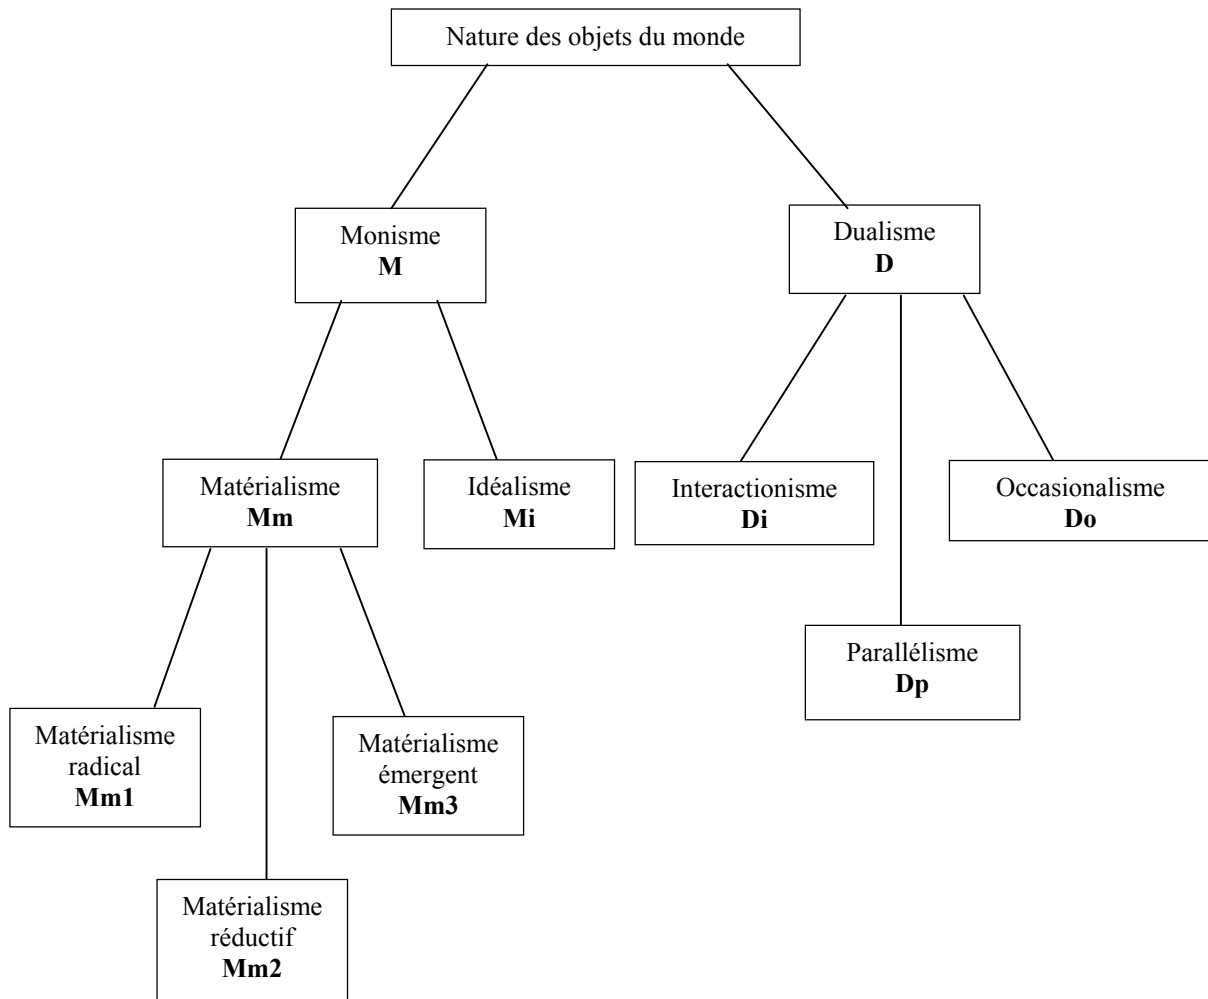 Nature des objets du monde
Monisme
M
Dualisme
D
Matérialisme
Mm
Idéalisme
Mi
Interactionisme
Di
Occasionalisme
Do
Parallélisme
Dp
Matérialisme
radical
Mm1
Matérialisme
émergent
Mm3
Matérialisme
réductif
Mm2